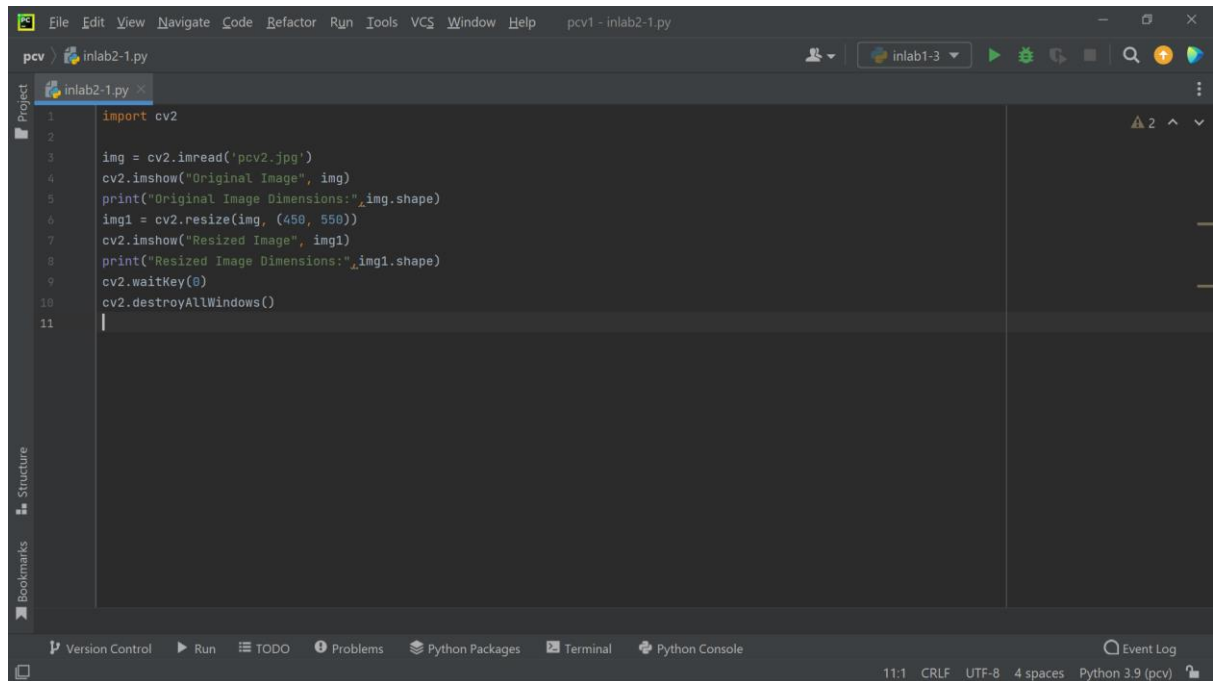 PC File Edit View Navigate Code Refactor Run Tools VCS Window Help pcv1 - inlab2-1.py
pcv inlab2-1.py inlab1-3
Project
inlab2-1.py
2
1 import cv2
2
3 img = cv2.imread('pcv2.jpg')
4 cv2.imshow("Original Image", img)
5 print("Original Image Dimensions:",img.shape)
6 img1 = cv2.resize(img, (450, 550))
7 cv2.imshow("Resized Image", img1)
8 print("Resized Image Dimensions:",img1.shape)
9 cv2.waitKey(0)
10 cv2.destroyAllWindows()
11
Structure
Bookmarks
Version Control Run TODO Problems Python Packages Terminal Python Console Event Log
11:1 CRLF UTF-8 4 spaces Python 3.9 (pcv)